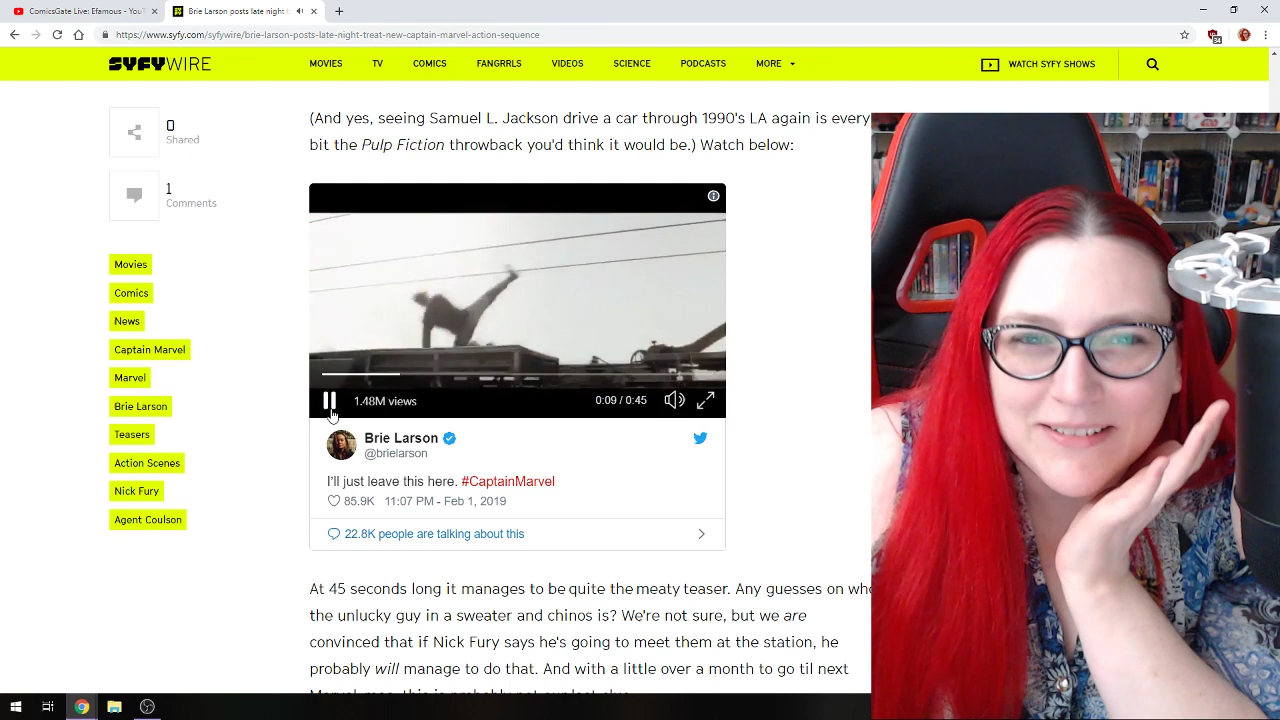 ComicsGate Live: Efamous - YouT
Brie Larson posts late night t
https://www.syfy.com/syfywire/brie-larson-posts-late-night-treat-new-captain-marvel-action-sequence
SYFY WIRE
MOVIES
TV
COMICS
FANGRRLS
VIDEOS
SCIENCE
PODCASTS
MORE
WATCH SYFY SHOWS
0
Shared
1
Comments
Movies
Comics
News
Captain Marvel
Marvel
Brie Larson
Teasers
Action Scenes
Nick Fury
Agent Coulson
(And yes, seeing Samuel L. Jackson drive a car through 1990's LA again is every
bit the Pulp Fiction throwback you'd think it would be.) Watch below:
1.48M views
0:09 / 0:45
Brie Larson
@brielarson
I'll just leave this here. #CaptainMarvel
85.9K 11:07 PM - Feb 1, 2019
22.8K people are talking about this
At 45 seconds long it manages to be quite the meaty teaser. Any guesses on who
the unlucky guy in a sweater and chinos is? We're not sure, but we are
convinced that if Nick Fury says he's going to meet them at the station, he
probably will manage to do that. And with a little over a month to go til next